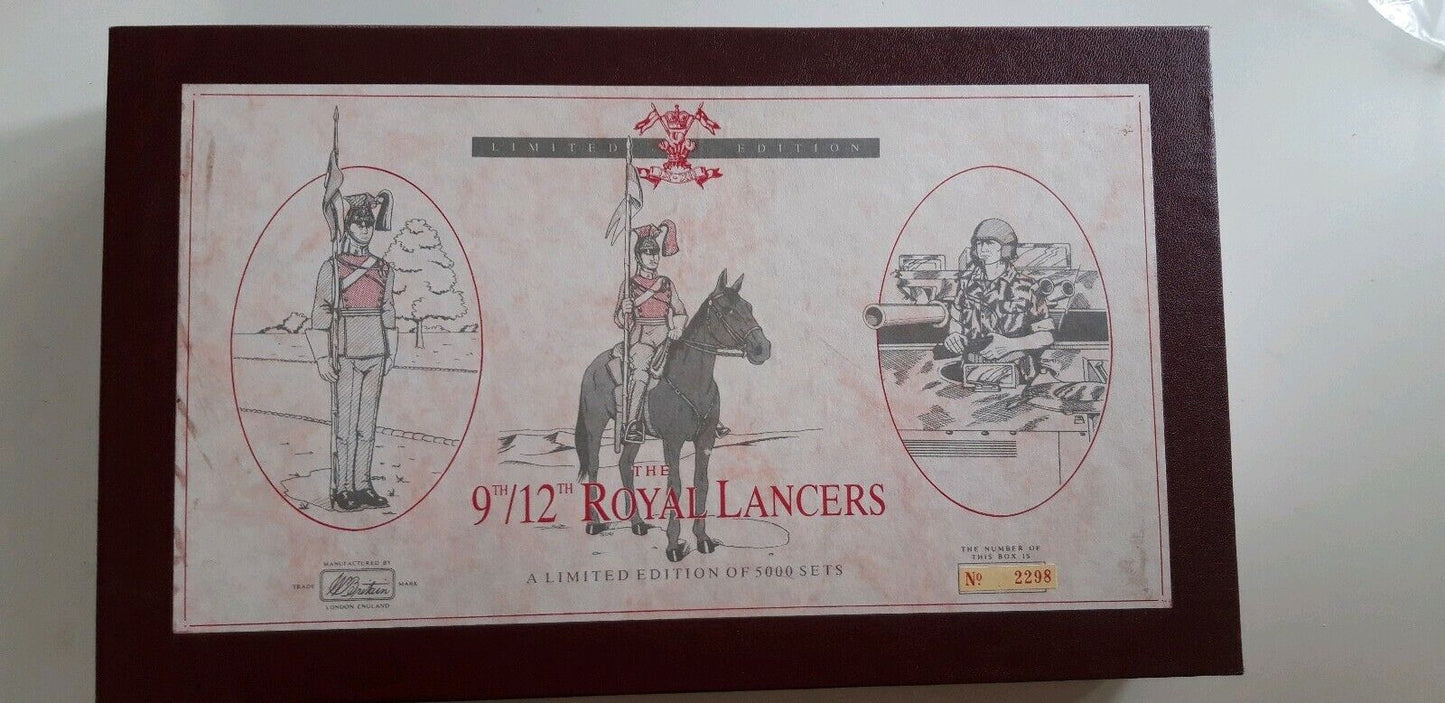 LIMITED EDITION
THE
9TH/12TH ROYAL LANCERS
A LIMITED EDITION OF 5000 SETS
MANUFACTURED BY
TRADE W Britain MARK
LONDON ENGLAND
THE NUMBER OF
THIS BOX IS
No 2298